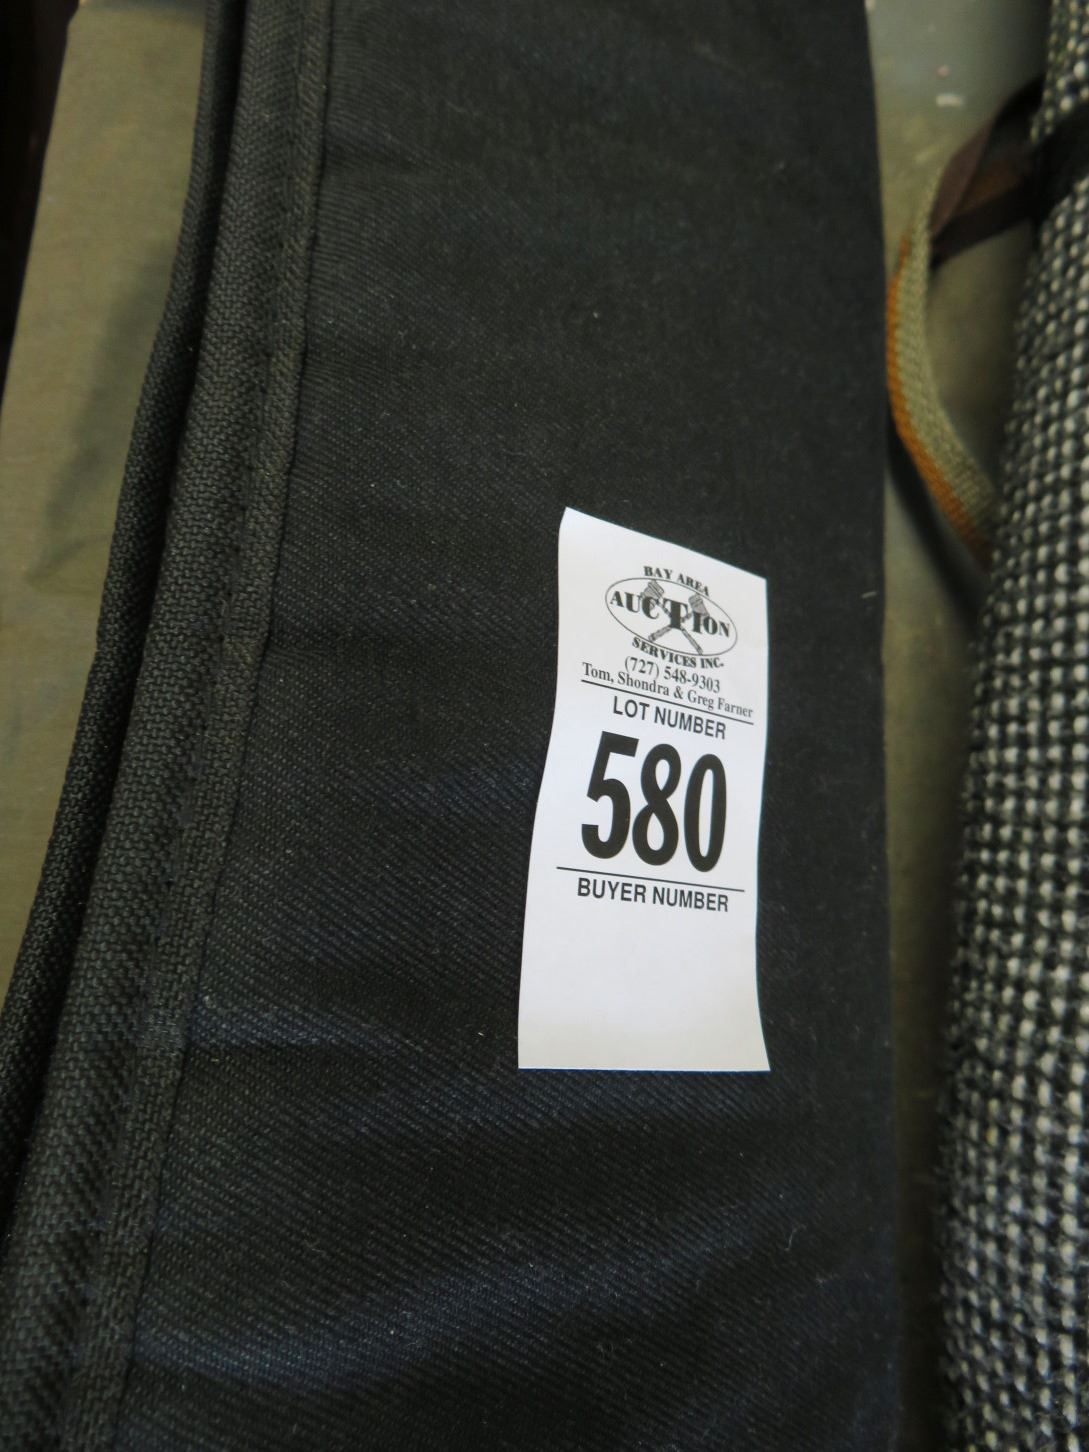 BAY AREA
AUCTION
SERVICES INC.
(727) 548-9303
Tom, Shondra & Greg Farner
LOT NUMBER
580
BUYER NUMBER